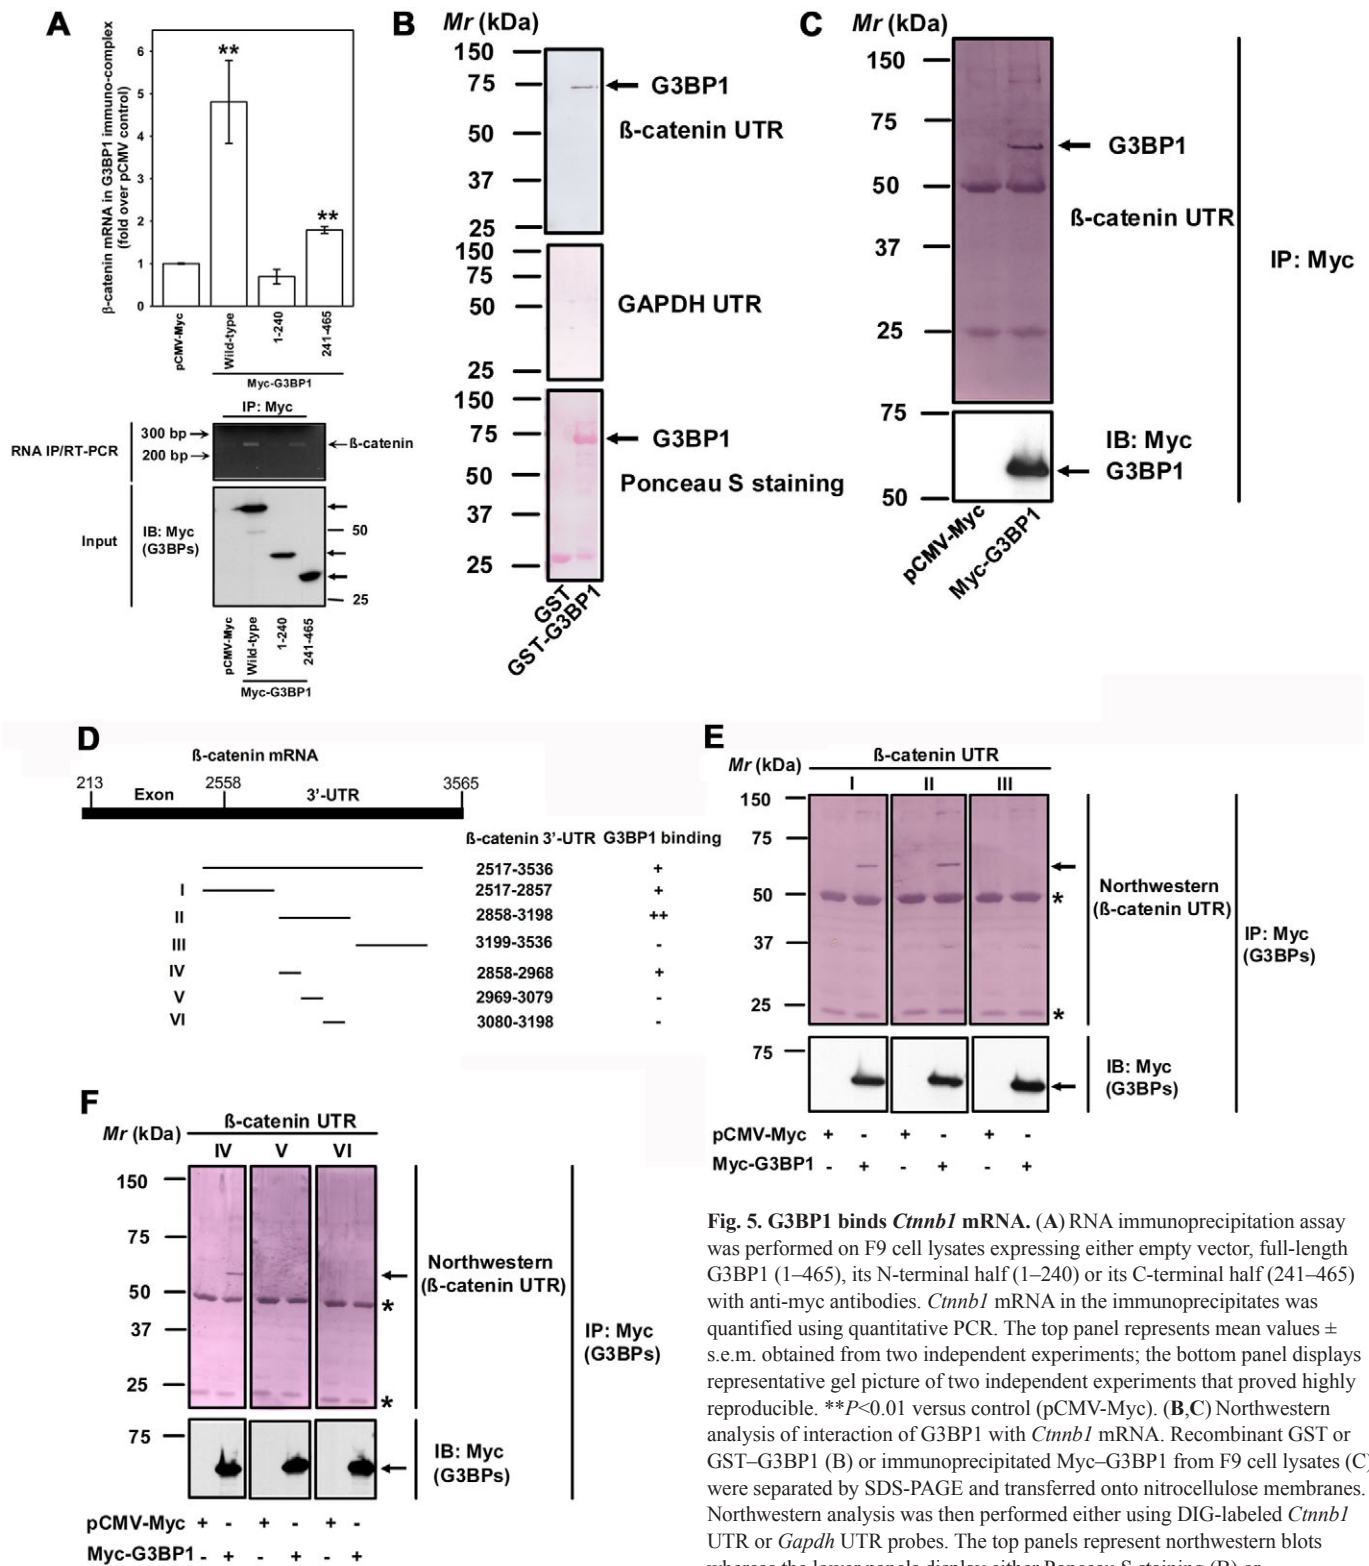 A
β-catenin mRNA in G3BP1 immuno-complex
(fold over pCMV control)
6
5
4
3
2
1
0
**
**
pCMV-Myc
Wild-type
1-240
241-465
Myc-G3BP1
IP: Myc
RNA IP/RT-PCR
300 bp
200 bp
ß-catenin
Input
IB: Myc
(G3BPs)
50
25
pCMV-Myc
Wild-type
1-240
241-465
Myc-G3BP1
B
Mr (kDa)
150
75
50
37
25
G3BP1
ß-catenin UTR
150
75
50
25
GAPDH UTR
150
75
50
37
25
G3BP1
Ponceau S staining
GST
GST-G3BP1
C
Mr (kDa)
150
75
50
37
25
G3BP1
ß-catenin UTR
IP: Myc
75
50
IB: Myc
G3BP1
pCMV-Myc
Myc-G3BP1
D
ß-catenin mRNA
213
2558
3565
Exon
3'-UTR
ß-catenin 3'-UTR G3BP1 binding
2517-3536 +
I 2517-2857 +
II 2858-3198 ++
III 3199-3536 -
IV 2858-2968 +
V 2969-3079 -
VI 3080-3198 -
E
ß-catenin UTR
Mr (kDa)
I II III
150
75
50
37
25
*
*
Northwestern
(ß-catenin UTR)
IP: Myc
(G3BPs)
75
IB: Myc
(G3BPs)
pCMV-Myc + - + - + -
Myc-G3BP1 - + - + - +
F
ß-catenin UTR
Mr (kDa)
IV V VI
150
75
50
37
25
*
*
Northwestern
(ß-catenin UTR)
IP: Myc
(G3BPs)
75
IB: Myc
(G3BPs)
pCMV-Myc + - + - + -
Myc-G3BP1 - + - + - +
Fig. 5. G3BP1 binds Ctnnb1 mRNA. (A) RNA immunoprecipitation assay
was performed on F9 cell lysates expressing either empty vector, full-length
G3BP1 (1–465), its N-terminal half (1–240) or its C-terminal half (241–465)
with anti-myc antibodies. Ctnnb1 mRNA in the immunoprecipitates was
quantified using quantitative PCR. The top panel represents mean values ±
s.e.m. obtained from two independent experiments; the bottom panel displays
representative gel picture of two independent experiments that proved highly
reproducible. **P<0.01 versus control (pCMV-Myc). (B,C) Northwestern
analysis of interaction of G3BP1 with Ctnnb1 mRNA. Recombinant GST or
GST–G3BP1 (B) or immunoprecipitated Myc–G3BP1 from F9 cell lysates (C)
were separated by SDS-PAGE and transferred onto nitrocellulose membranes.
Northwestern analysis was then performed either using DIG-labeled Ctnnb1
UTR or Gapdh UTR probes. The top panels represent northwestern blots
whereas the lower panels display either Ponceau S staining (B) or